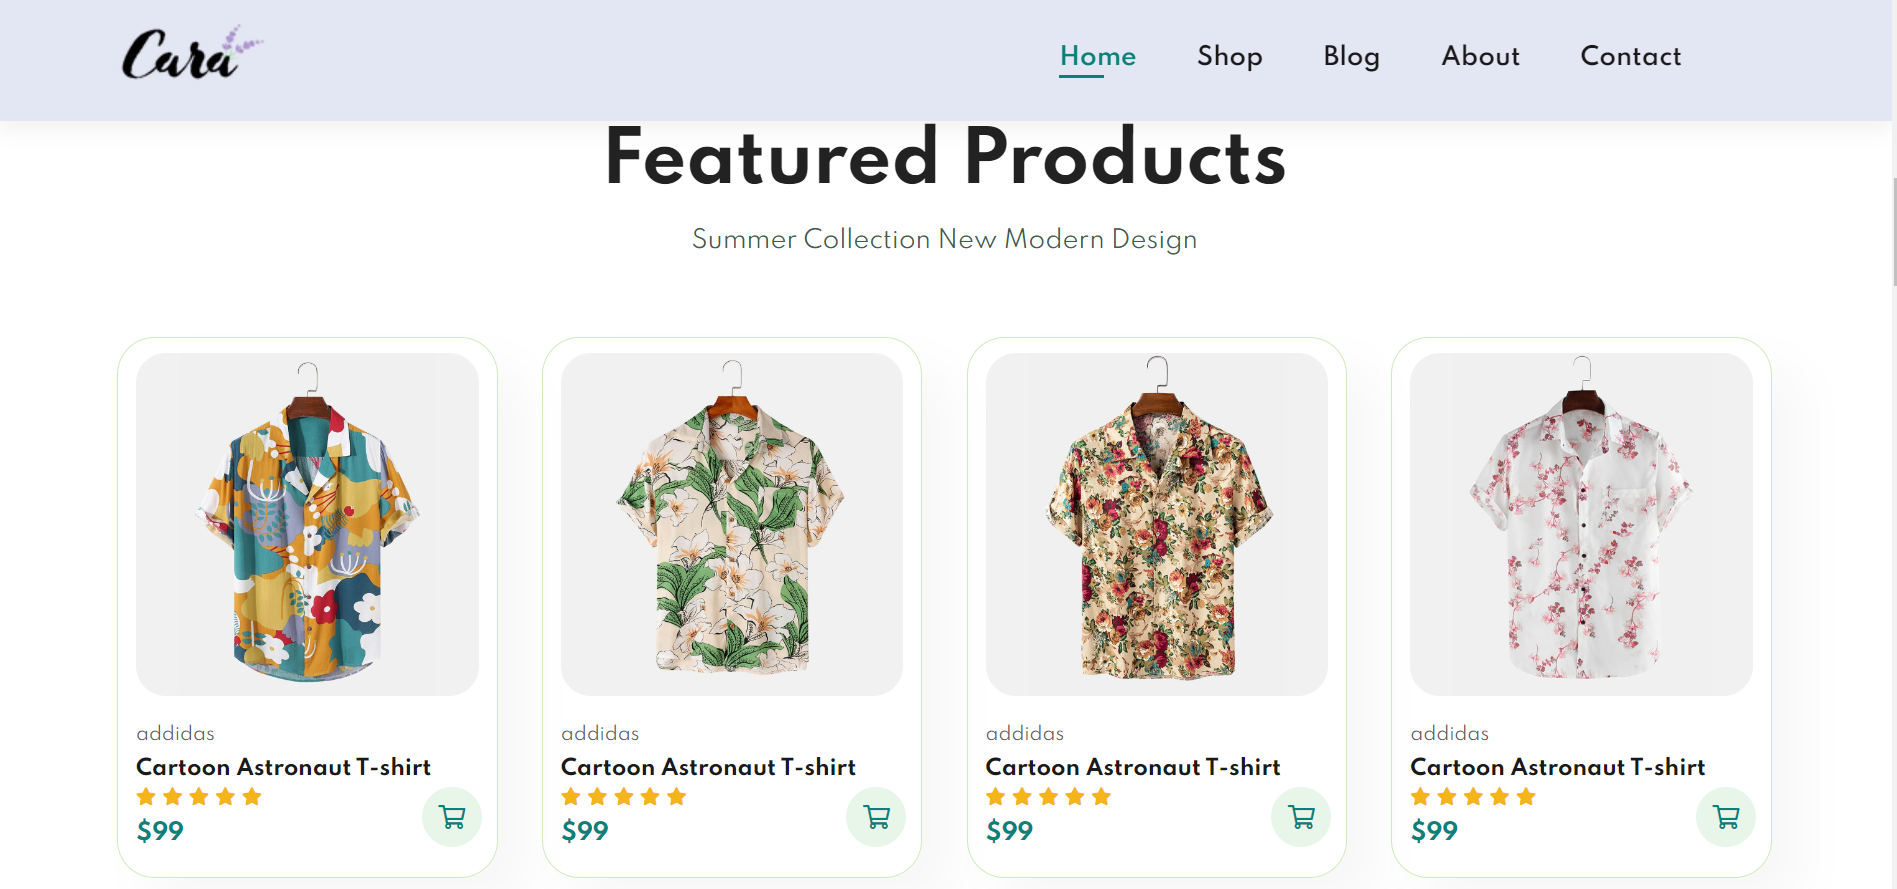 Cara
Home Shop Blog About Contact
Featured Products
Summer Collection New Modern Design
addidas addidas addidas addidas
Cartoon Astronaut T-shirt Cartoon Astronaut T-shirt Cartoon Astronaut T-shirt Cartoon Astronaut T-shirt
$99 $99 $99 $99